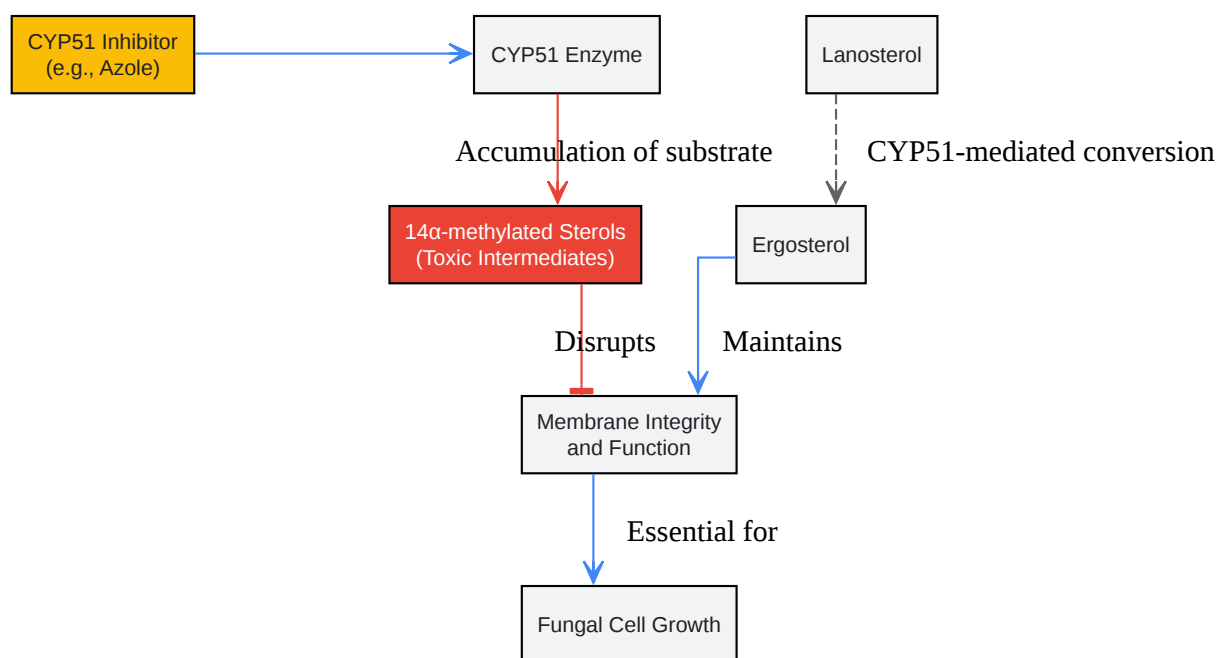 CYP51 Inhibitor
(e.g., Azole)
CYP51 Enzyme
Lanosterol
Accumulation of substrate
CYP51-mediated conversion
14α-methylated Sterols
(Toxic Intermediates)
Ergosterol
Disrupts
Maintains
Membrane Integrity
and Function
Essential for
Fungal Cell Growth